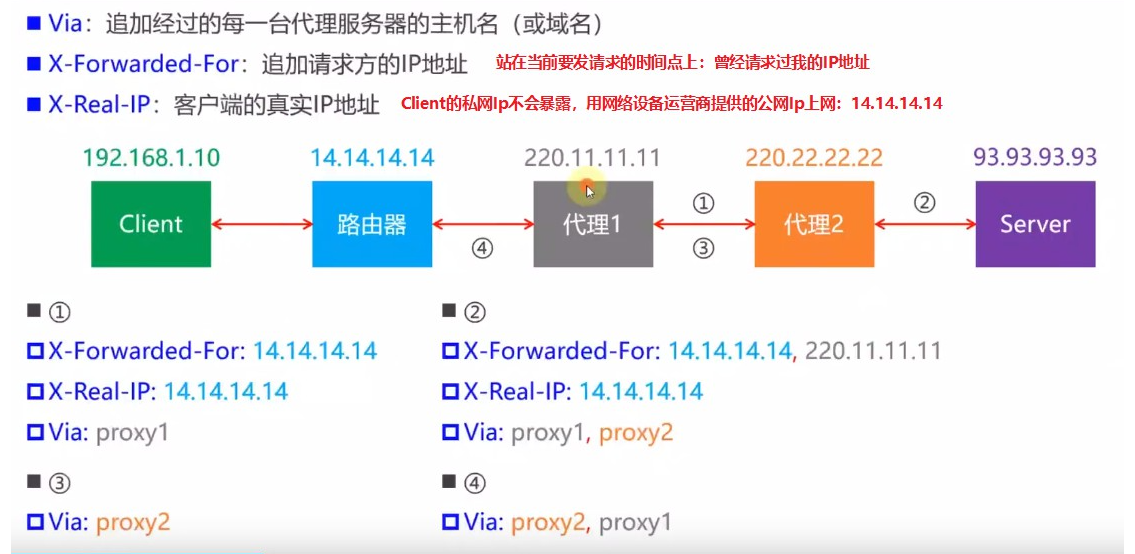 Via：追加经过的每一台代理服务器的主机名（或域名）
X-Forwarded-For：追加请求方的IP地址 站在当前要发请求的时间点上：曾经请求过我的IP地址
X-Real-IP：客户端的真实IP地址 Client的私网Ip不会暴露，用网络设备运营商提供的公网Ip上网：14.14.14.14
192.168.1.10 14.14.14.14 220.11.11.11 220.22.22.22 93.93.93.93
Client 路由器 代理1 代理2 Server
① ②
④ ③
① ②
X-Forwarded-For: 14.14.14.14 X-Forwarded-For: 14.14.14.14, 220.11.11.11
X-Real-IP: 14.14.14.14 X-Real-IP: 14.14.14.14
Via: proxy1 Via: proxy1, proxy2
③ ④
Via: proxy2 Via: proxy2, proxy1